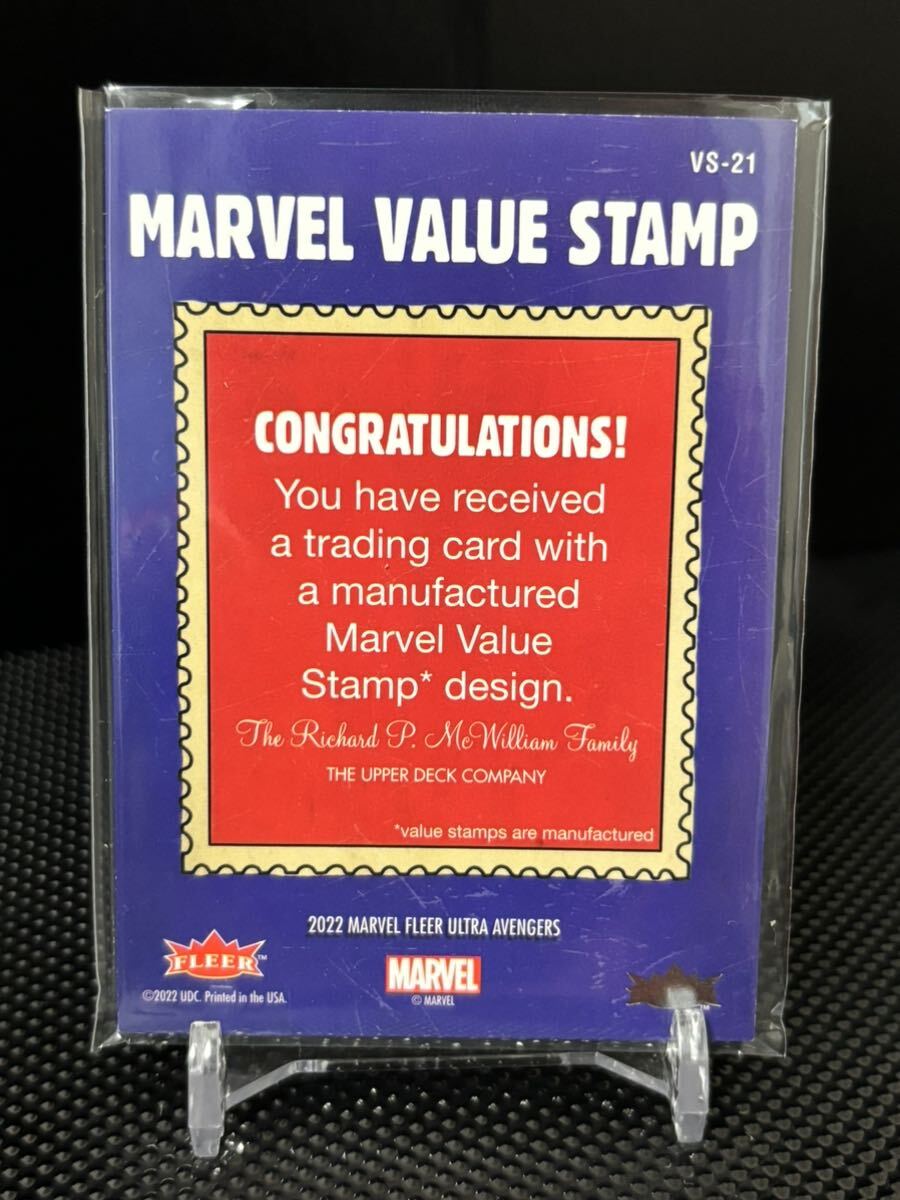 VS-21
MARVEL VALUE STAMP
CONGRATULATIONS!
You have received
a trading card with
a manufactured
Marvel Value
Stamp* design.
The Richard P. McWilliam Family
THE UPPER DECK COMPANY
*value stamps are manufactured
2022 MARVEL FLEER ULTRA AVENGERS
FLEER™
MARVEL
©2022 UDC. Printed in the USA.
© MARVEL